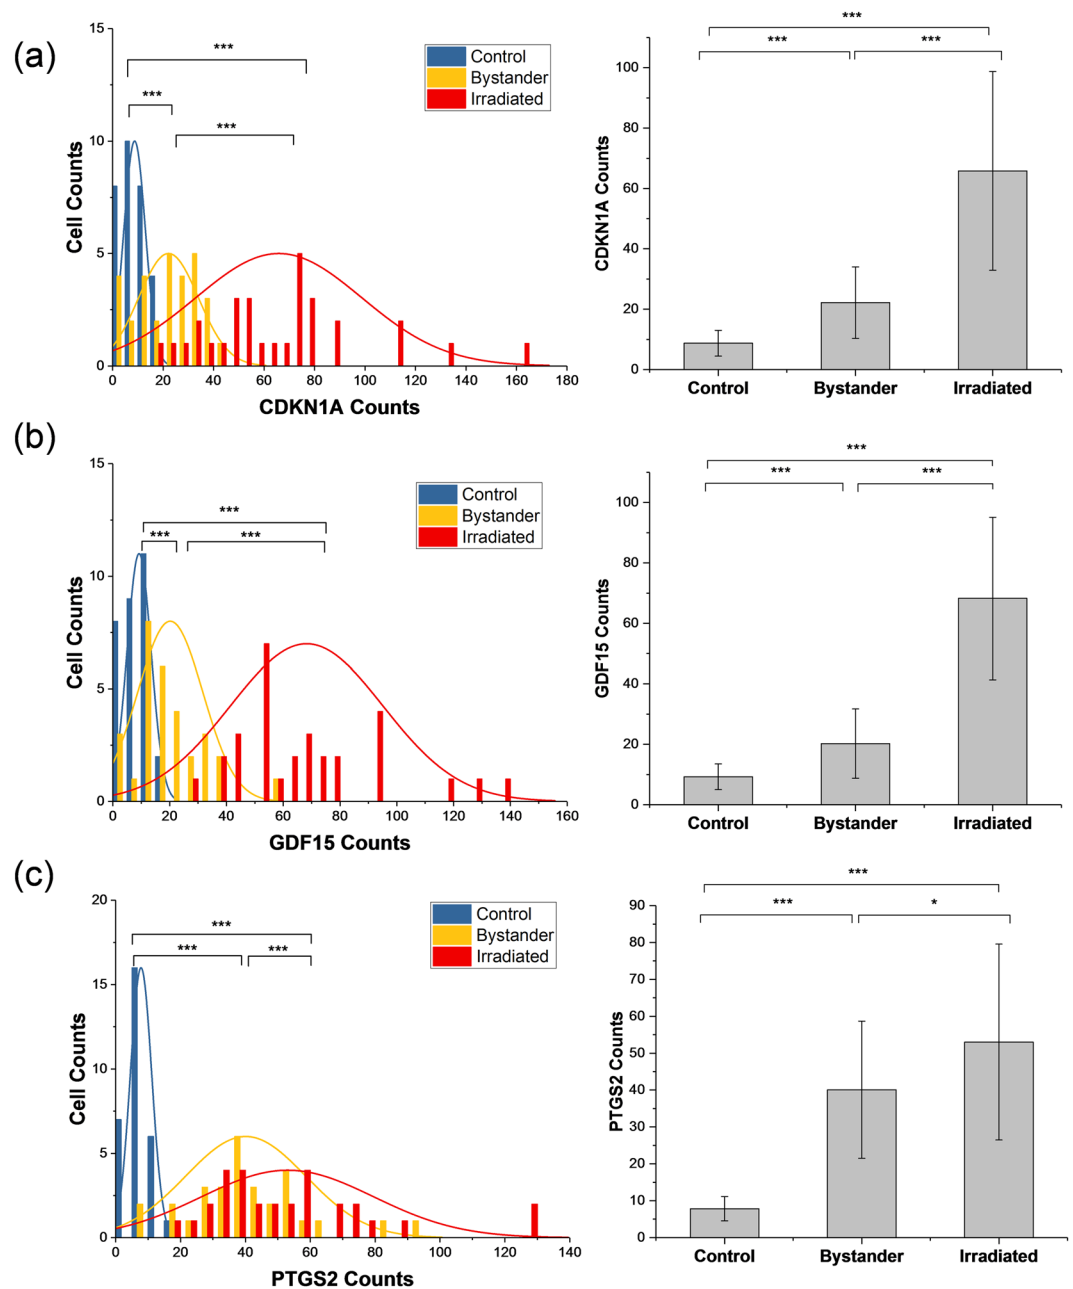 (a)
15
10
5
0
Cell Counts
***
***
***
Control
Bystander
Irradiated
0 20 40 60 80 100 120 140 160 180
CDKN1A Counts
***
*** ***
100
80
60
40
20
0
CDKN1A Counts
Control Bystander Irradiated
(b)
15
10
5
0
Cell Counts
***
*** ***
Control
Bystander
Irradiated
0 20 40 60 80 100 120 140 160
GDF15 Counts
***
*** ***
100
80
60
40
20
0
GDF15 Counts
Control Bystander Irradiated
(c)
20
15
10
5
0
Cell Counts
***
*** ***
Control
Bystander
Irradiated
0 20 40 60 80 100 120 140
PTGS2 Counts
***
*** *
90
80
70
60
50
40
30
20
10
0
PTGS2 Counts
Control Bystander Irradiated